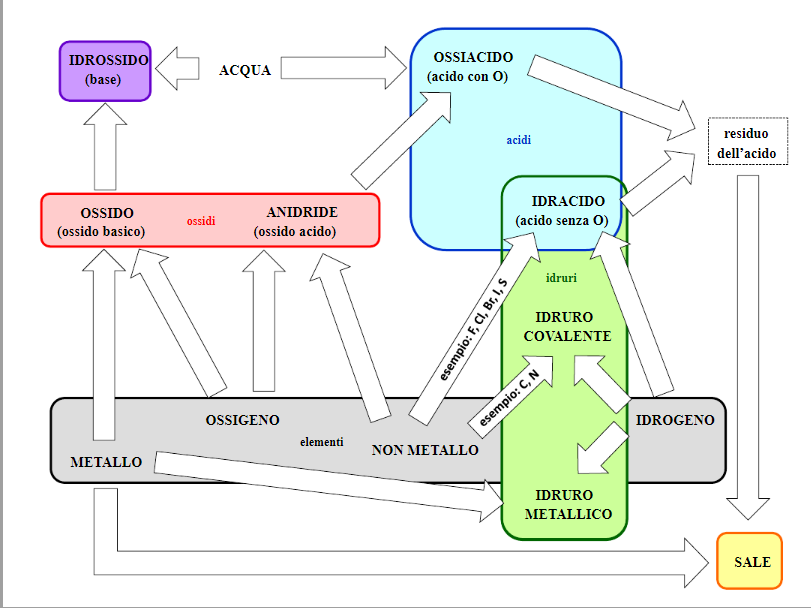 IDROSSIDO
(base)
ACQUA
OSSIACIDO
(acido con O)
acidi
residuo
dell'acido
OSSIDO
(ossido basico)
ossidi
ANIDRIDE
(ossido acido)
IDRACIDO
(acido senza O)
idruri
esempio: F, Cl, Br, I, S
IDRURO
COVALENTE
esempio: C, N
OSSIGENO
elementi
NON METALLO
IDROGENO
METALLO
IDRURO
METALLICO
SALE